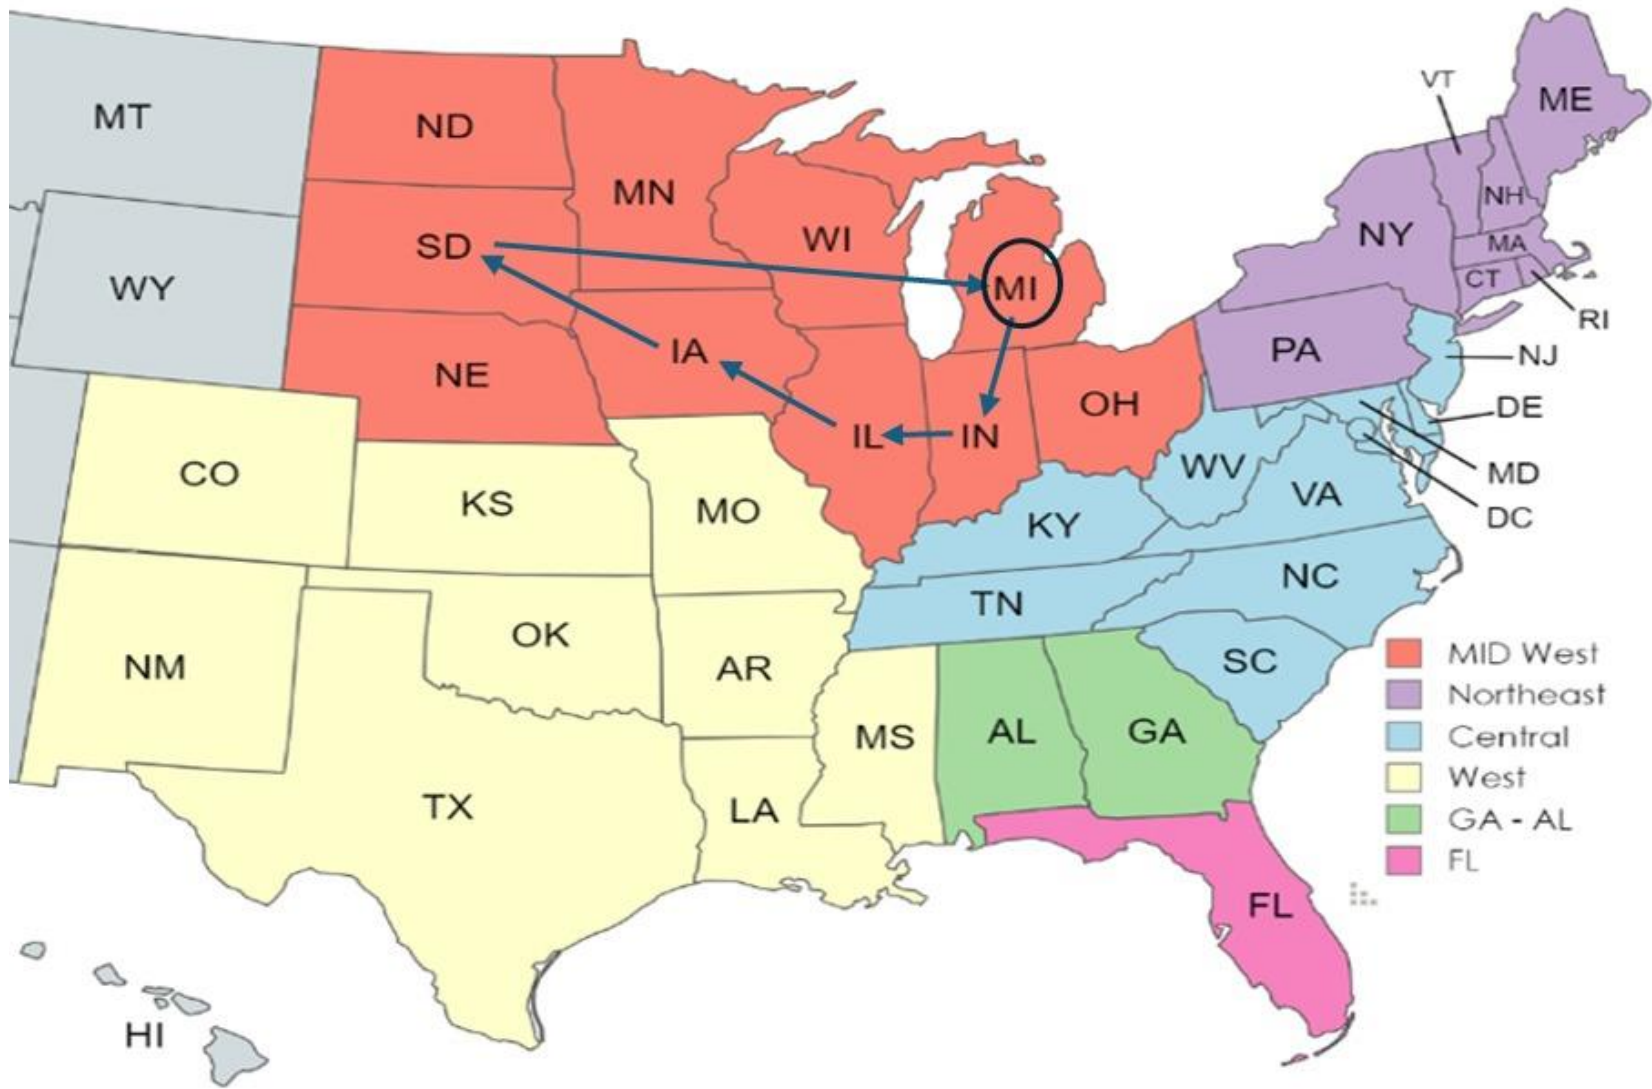 VT
ME
MT
ND
MN
NH
WI
NY
SD
MA
CT
WY
MI
RI
PA
NJ
IA
NE
OH
DE
IL
IN
WV
MD
CO
VA
KS
MO
DC
KY
NC
TN
OK
MID West
SC
NM
AR
Northeast
MS
AL
GA
Central
West
TX
LA
GA - AL
FL
FL
HI